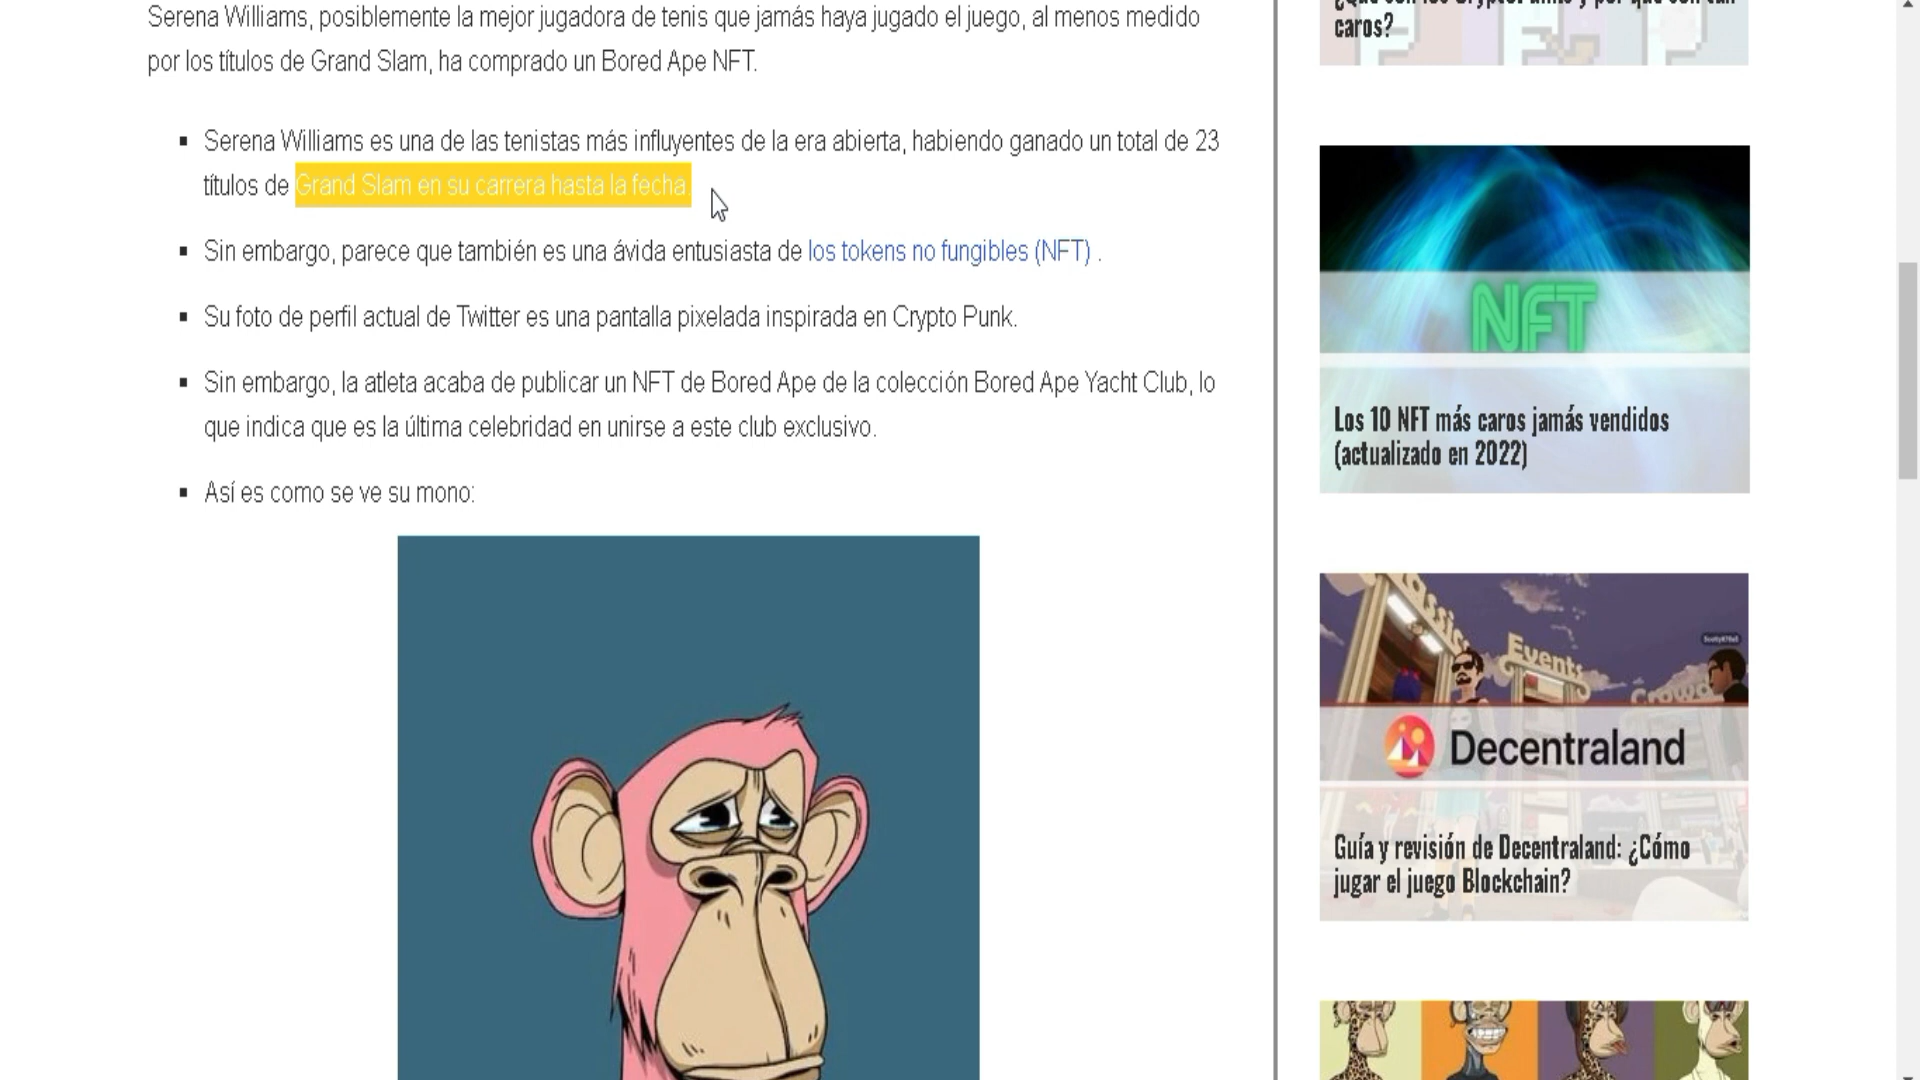 Serena Williams, posiblemente la mejor jugadora de tenis que jamás haya jugado el juego, al menos medido
por los títulos de Grand Slam, ha comprado un Bored Ape NFT.
Serena Williams es una de las tenistas más influyentes de la era abierta, habiendo ganado un total de 23
títulos de Grand Slam en su carrera hasta la fecha.
Sin embargo, parece que también es una ávida entusiasta de los tokens no fungibles (NFT) .
Su foto de perfil actual de Twitter es una pantalla pixelada inspirada en Crypto Punk.
Sin embargo, la atleta acaba de publicar un NFT de Bored Ape de la colección Bored Ape Yacht Club, lo
que indica que es la última celebridad en unirse a este club exclusivo.
Así es como se ve su mono:
caros?
NFT
Los 10 NFT más caros jamás vendidos
(actualizado en 2022)
Events
Decentraland
Guía y revisión de Decentraland: ¿Cómo
jugar el juego Blockchain?